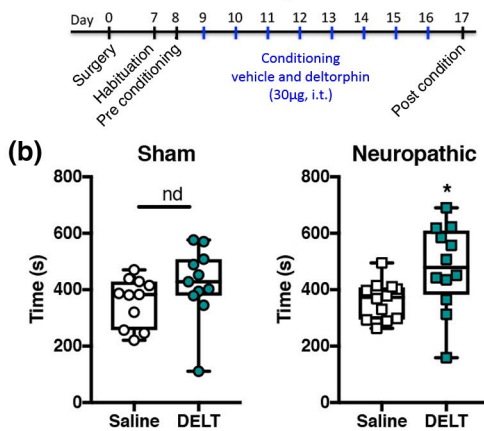 Day 0 7 8 9 10 11 12 13 14 15 16 17
Surgery
Habituation
Pre conditioning
Conditioning
vehicle and deltorphin
(30µg, i.t.)
Post condition
(b)
Sham
Neuropathic
800
600
400
200
0
Time (s)
nd
Saline
DELT
800
600
400
200
0
Time (s)
*
Saline
DELT